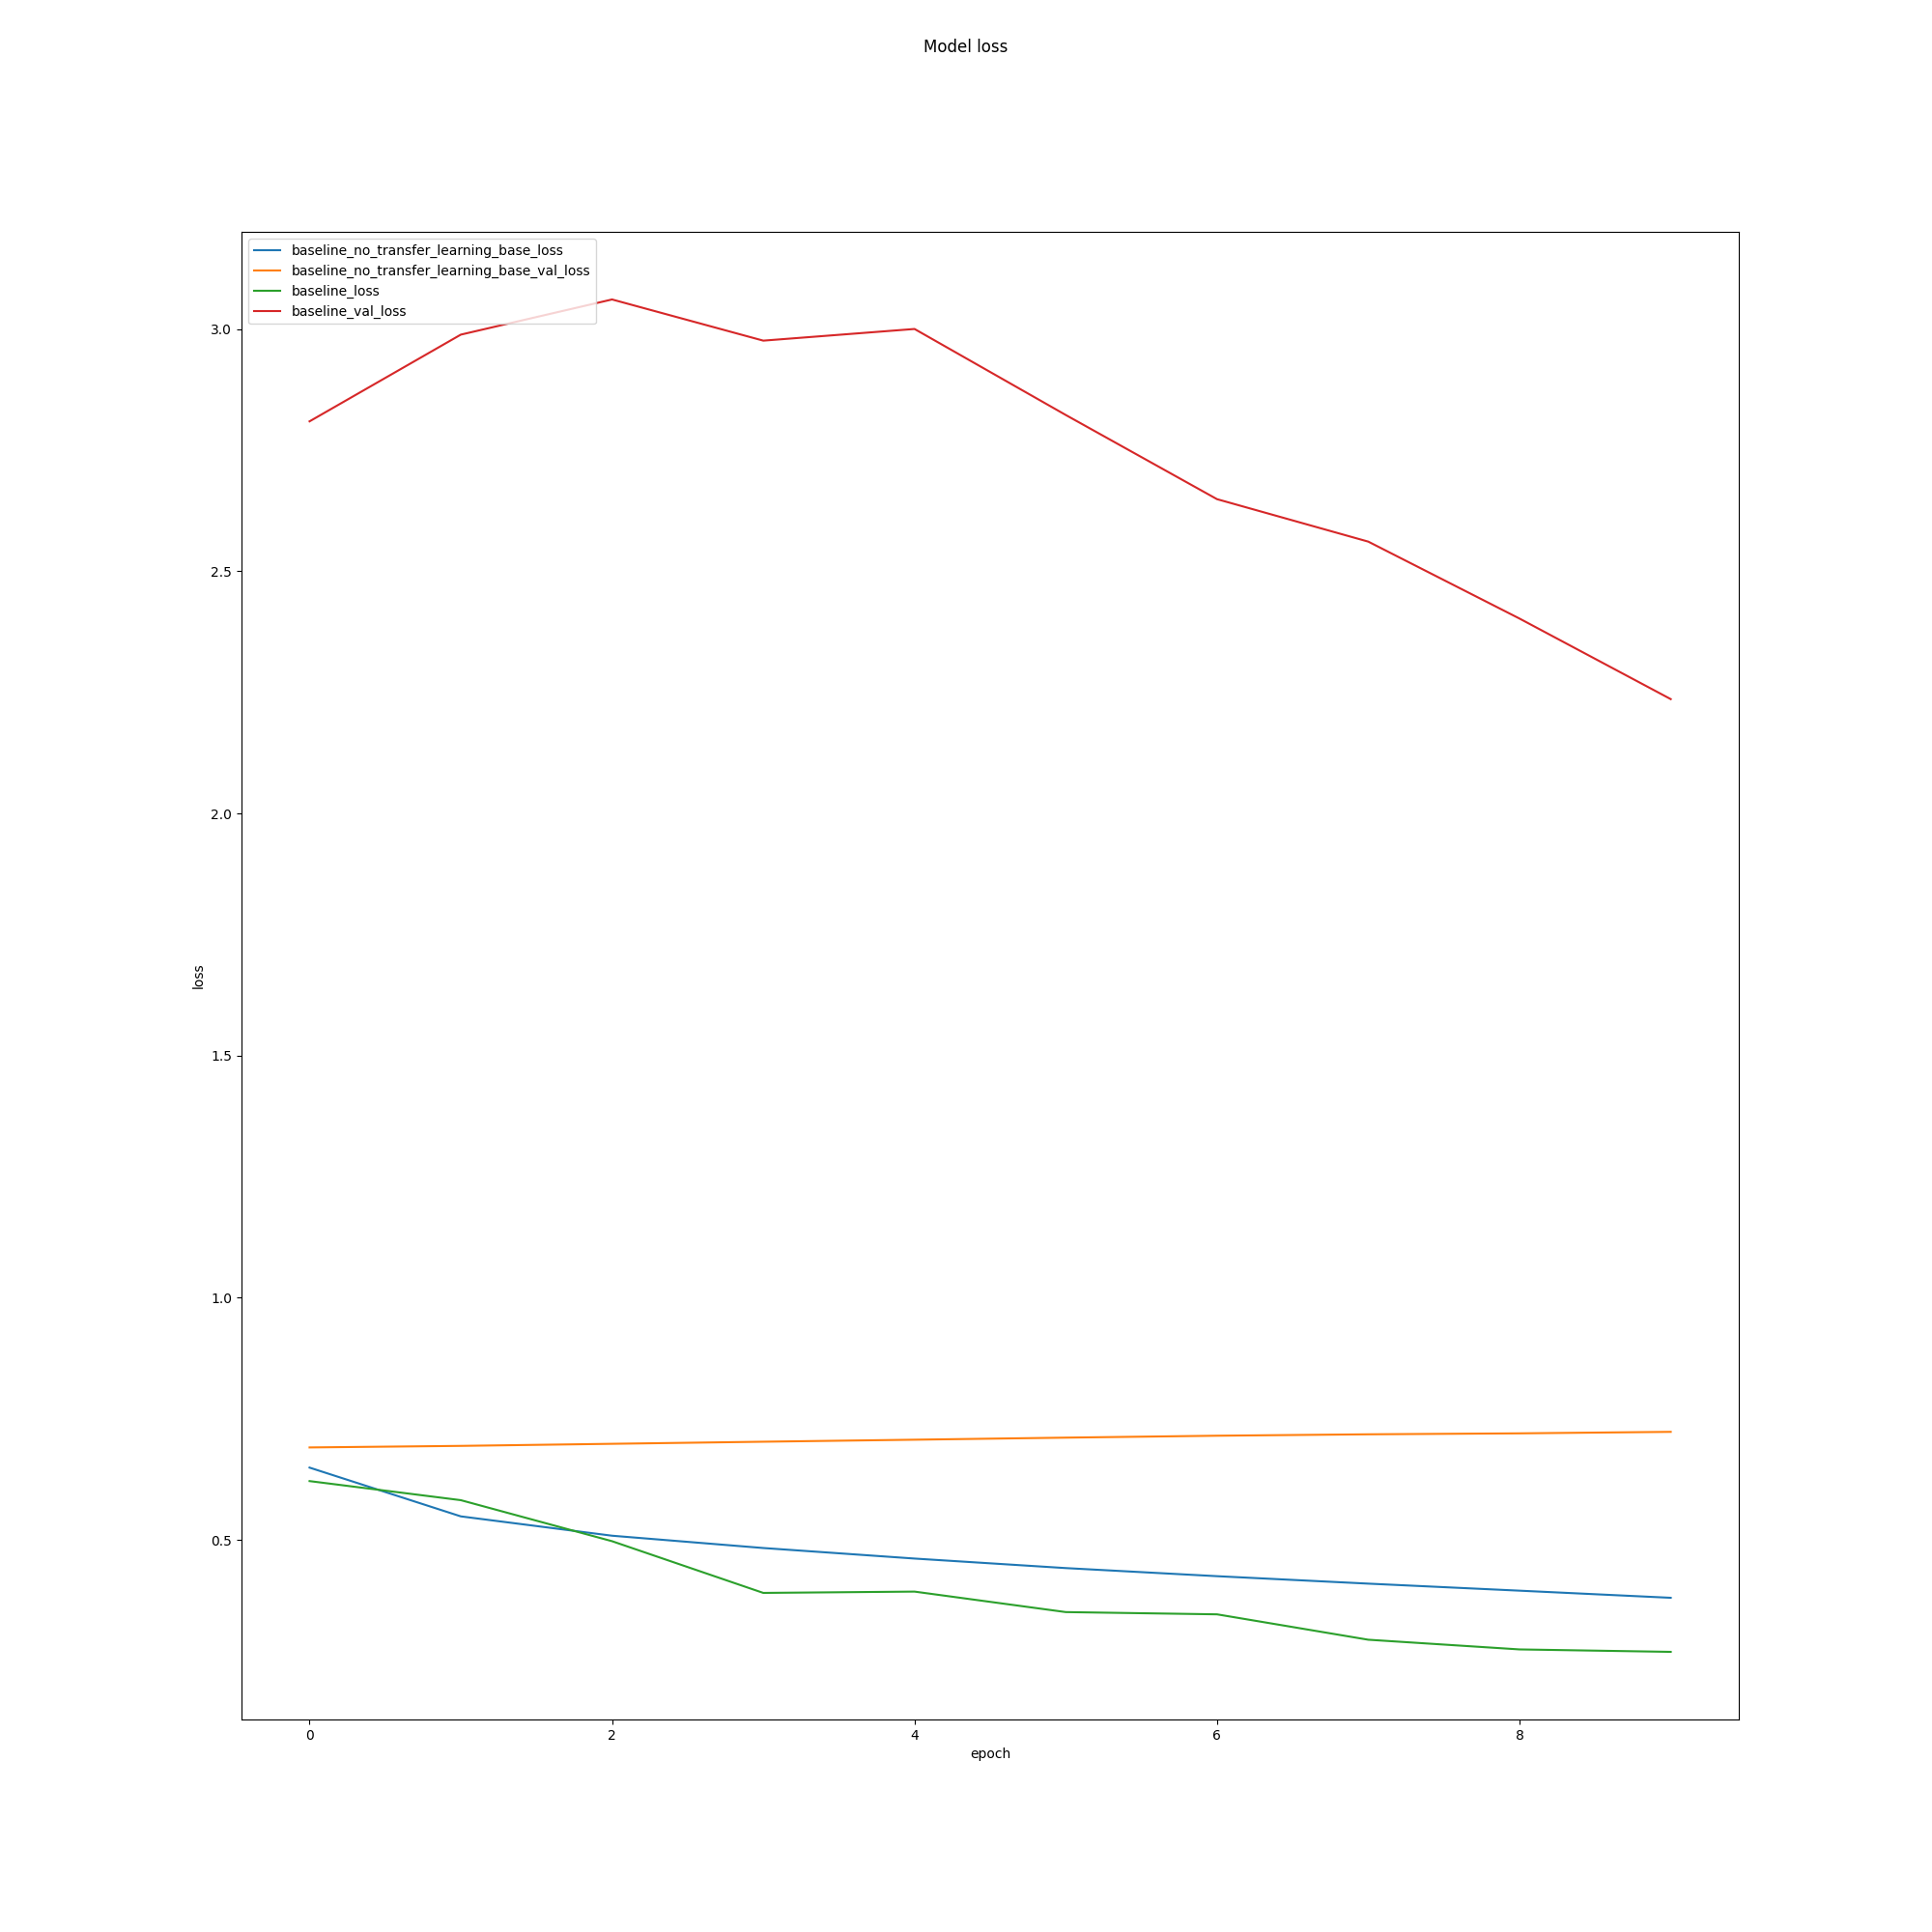 Model loss
baseline_no_transfer_learning_base_loss
baseline_no_transfer_learning_base_val_loss
baseline_loss
baseline_val_loss
3.0
2.5
2.0
loss
1.5
1.0
0.5
0 2 4 6 8
epoch